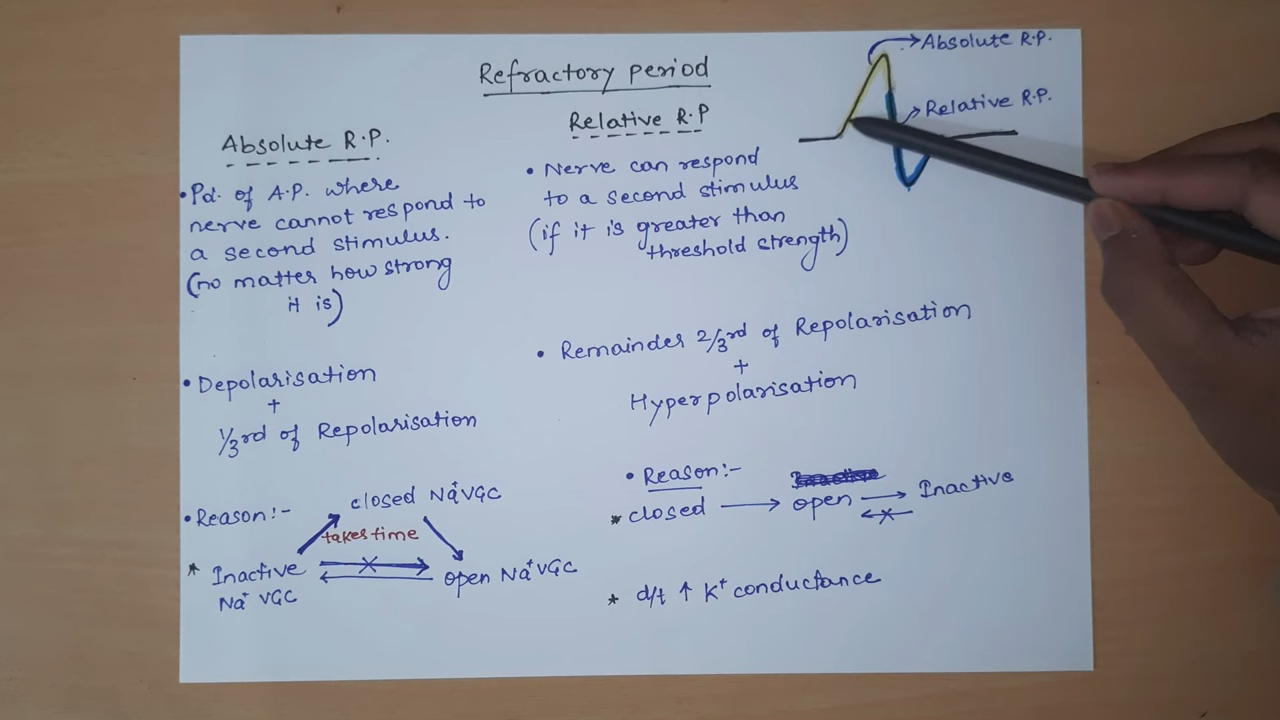 Refractory period
Absolute R.P.
Relative R.P.
Absolute R.P.
• Pd. of A.P. where
nerve cannot respond to
a second stimulus.
(no matter how strong
it is)
• Depolarisation
+
1/3rd of Repolarisation
• Reason:-
closed Na⁺VGC
takes time
* Inactive
Na⁺ VGC
open Na⁺VGC
Relative R.P
• Nerve can respond
to a second stimulus
(if it is greater than
threshold strength)
• Remainder 2/3rd of Repolarisation
+
Hyperpolarisation
• Reason:-
* closed → open → Inactive
* d/t ↑ K⁺ conductance